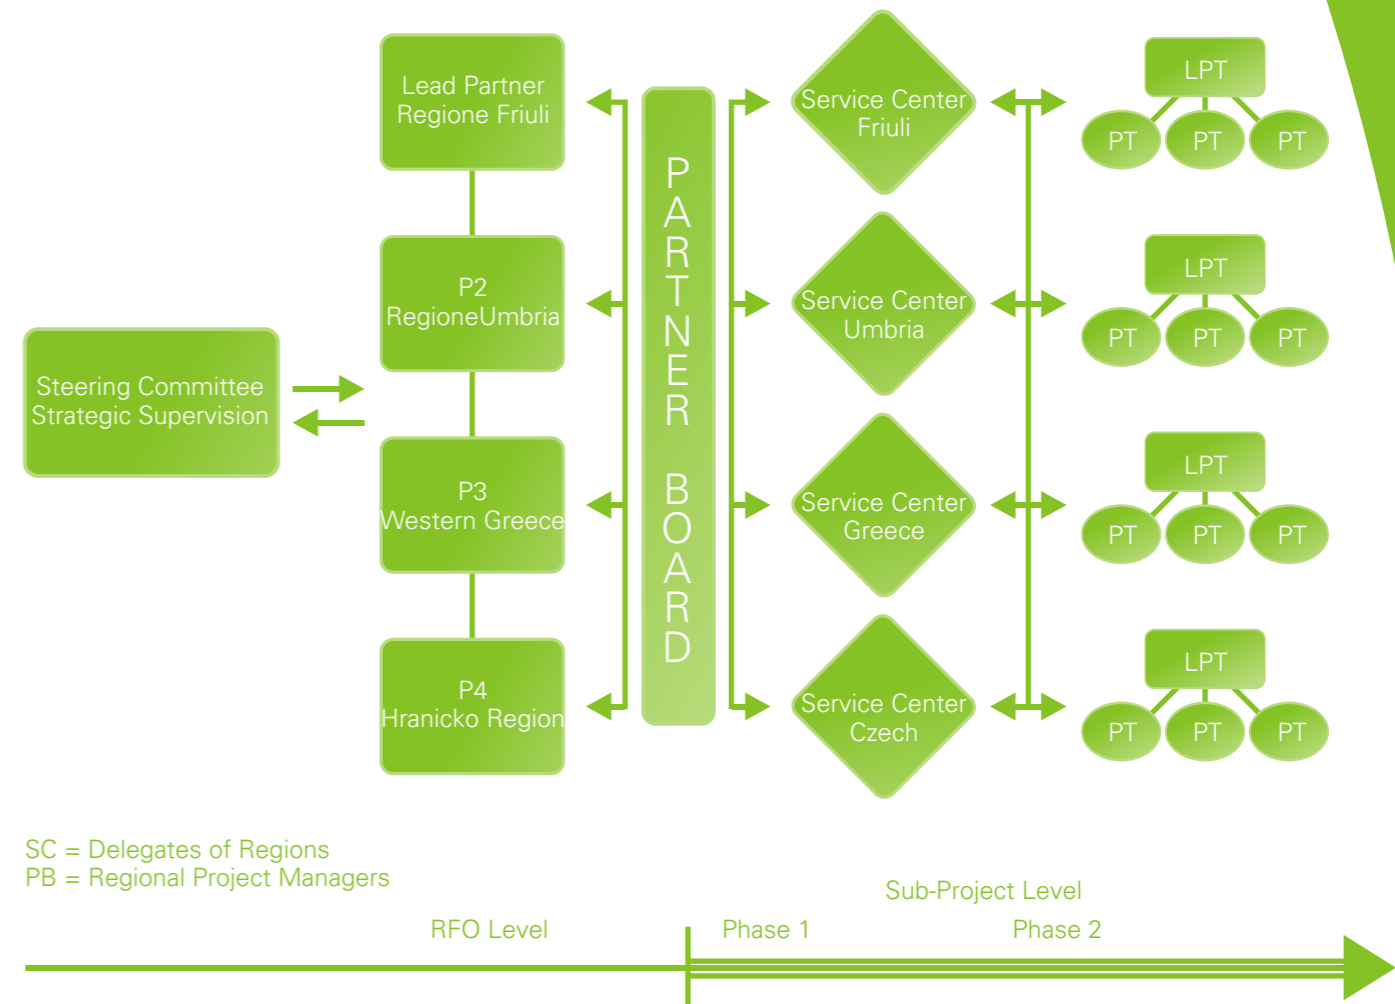 Lead Partner
Regione Friuli
P2
RegioneUmbria
Steering Committee
Strategic Supervision
P3
Western Greece
P4
Hranicko Region
PARTNER BOARD
Service Center
Friuli
Service Center
Umbria
Service Center
Greece
Service Center
Czech
LPT
PT PT PT
LPT
PT PT PT
LPT
PT PT PT
LPT
PT PT PT
SC = Delegates of Regions
PB = Regional Project Managers
Sub-Project Level
RFO Level Phase 1 Phase 2